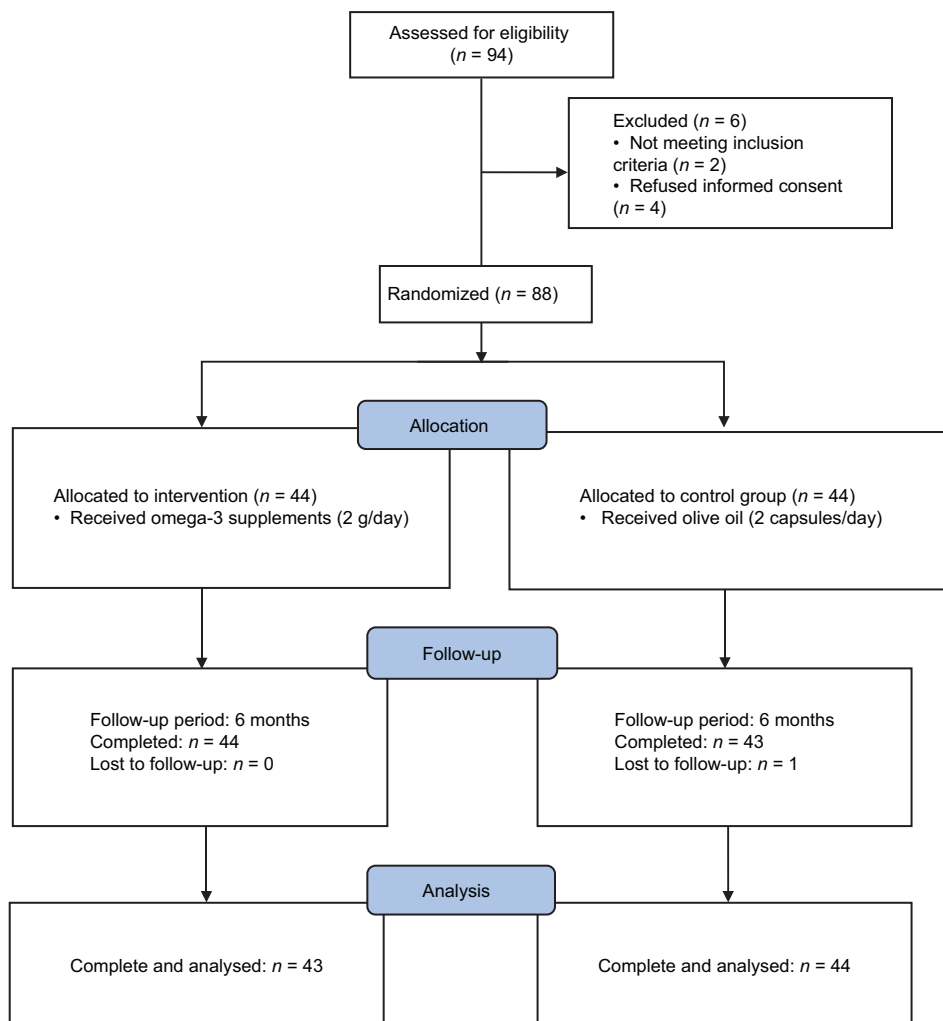 Assessed for eligibility
(n = 94)
Excluded (n = 6)
• Not meeting inclusion
criteria (n = 2)
• Refused informed consent
(n = 4)
Randomized (n = 88)
Allocation
Allocated to intervention (n = 44)
• Received omega-3 supplements (2 g/day)
Allocated to control group (n = 44)
• Received olive oil (2 capsules/day)
Follow-up
Follow-up period: 6 months
Completed: n = 44
Lost to follow-up: n = 0
Follow-up period: 6 months
Completed: n = 43
Lost to follow-up: n = 1
Analysis
Complete and analysed: n = 43
Complete and analysed: n = 44